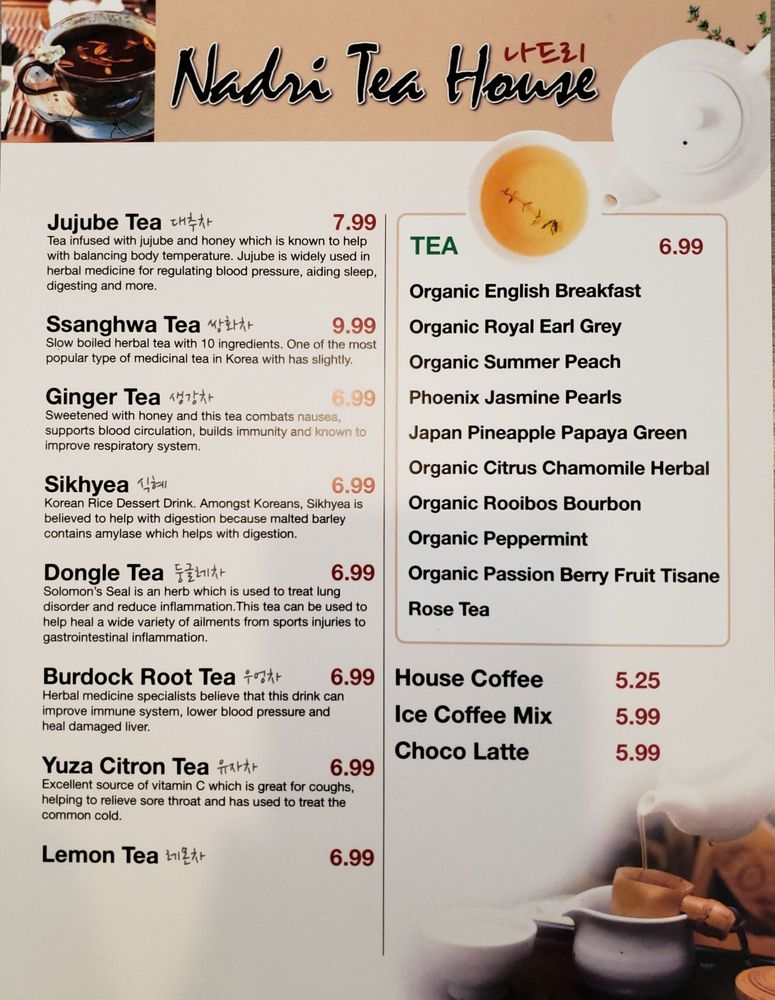 나드리
Nadri Tea House
Jujube Tea 대추차 7.99
Tea infused with jujube and honey which is known to help
with balancing body temperature. Jujube is widely used in
herbal medicine for regulating blood pressure, aiding sleep,
digesting and more.
Ssanghwa Tea 쌍화차 9.99
Slow boiled herbal tea with 10 ingredients. One of the most
popular type of medicinal tea in Korea with has slightly.
Ginger Tea 생강차 6.99
Sweetened with honey and this tea combats nausea,
supports blood circulation, builds immunity and known to
improve respiratory system.
Sikhyea 식혜 6.99
Korean Rice Dessert Drink. Amongst Koreans, Sikhyea is
believed to help with digestion because malted barley
contains amylase which helps with digestion.
Dongle Tea 둥글레차 6.99
Solomon's Seal is an herb which is used to treat lung
disorder and reduce inflammation.This tea can be used to
help heal a wide variety of ailments from sports injuries to
gastrointestinal inflammation.
Burdock Root Tea 우엉차 6.99
Herbal medicine specialists believe that this drink can
improve immune system, lower blood pressure and
heal damaged liver.
Yuza Citron Tea 유자차 6.99
Excellent source of vitamin C which is great for coughs,
helping to relieve sore throat and has used to treat the
common cold.
Lemon Tea 레몬차 6.99
TEA 6.99
Organic English Breakfast
Organic Royal Earl Grey
Organic Summer Peach
Phoenix Jasmine Pearls
Japan Pineapple Papaya Green
Organic Citrus Chamomile Herbal
Organic Rooibos Bourbon
Organic Peppermint
Organic Passion Berry Fruit Tisane
Rose Tea
House Coffee 5.25
Ice Coffee Mix 5.99
Choco Latte 5.99